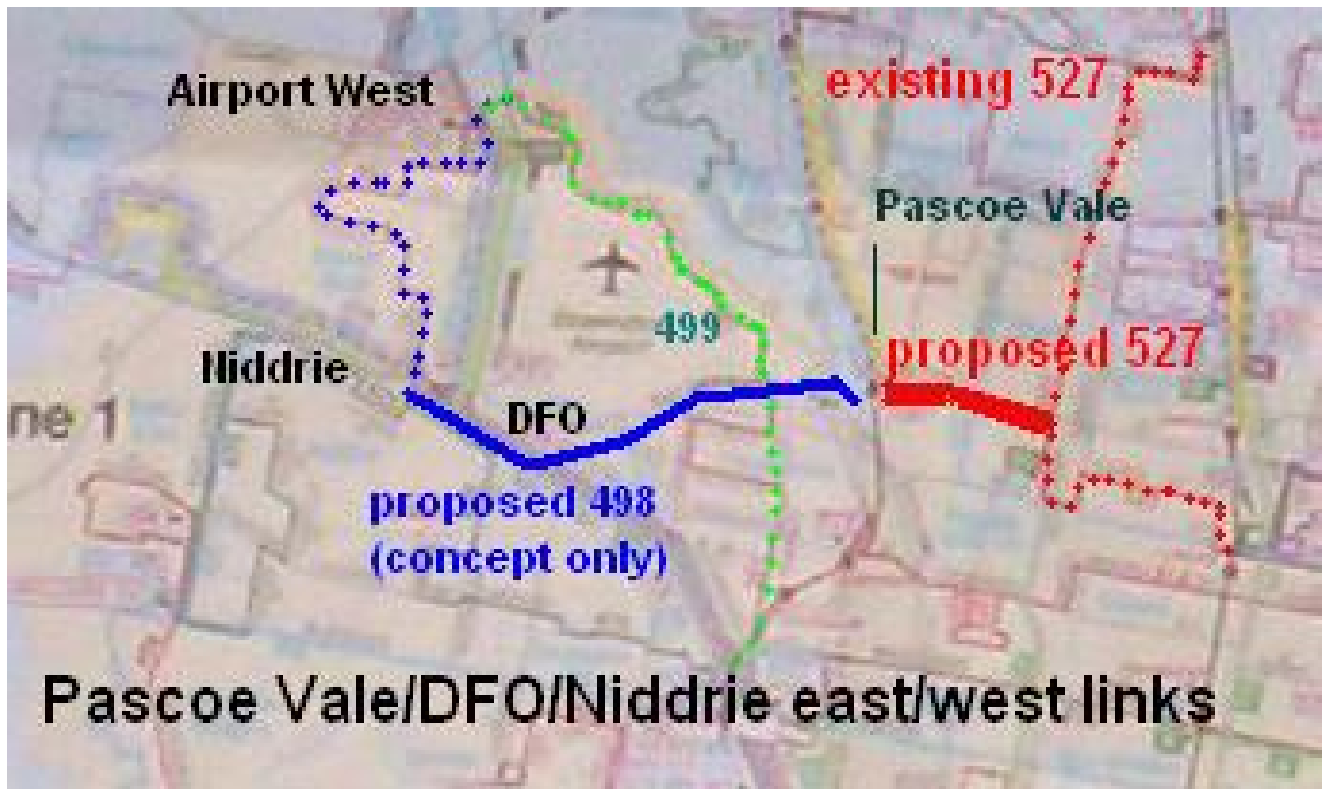 existing 527
Airport West
Pascoe Vale
499
proposed 527
Niddrie
DFO
ne 1
proposed 498
(concept only)
Pascoe Vale/DFO/Niddrie east/west links